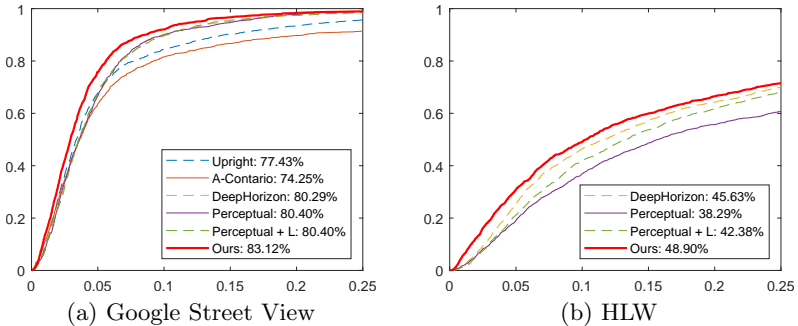 1
0.8
0.6
0.4
0.2
0
0 0.05 0.1 0.15 0.2 0.25
Upright: 77.43%
A-Contario: 74.25%
DeepHorizon: 80.29%
Perceptual: 80.40%
Perceptual + L: 80.40%
Ours: 83.12%
(a) Google Street View
1
0.8
0.6
0.4
0.2
0
0 0.05 0.1 0.15 0.2 0.25
DeepHorizon: 45.63%
Perceptual: 38.29%
Perceptual + L: 42.38%
Ours: 48.90%
(b) HLW